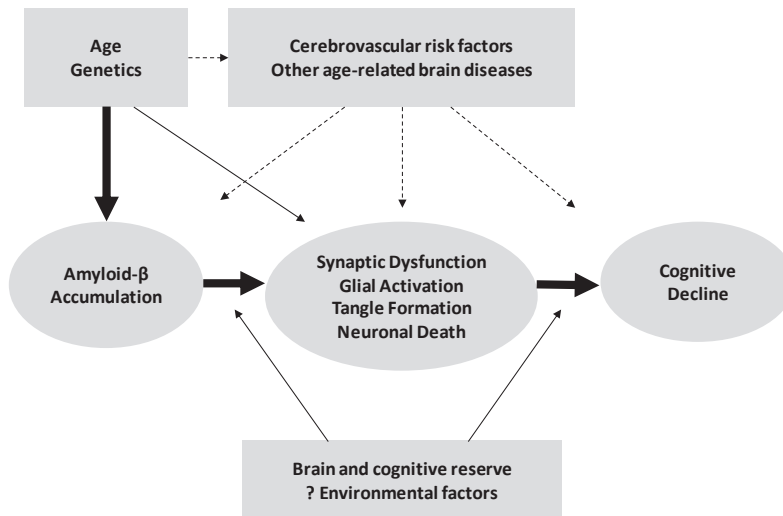 Age
Genetics
Cerebrovascular risk factors
Other age-related brain diseases
Amyloid-β
Accumulation
Synaptic Dysfunction
Glial Activation
Tangle Formation
Neuronal Death
Cognitive
Decline
Brain and cognitive reserve
? Environmental factors